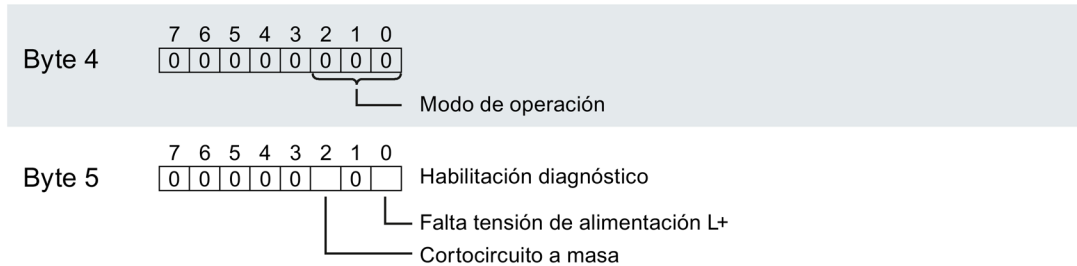 7 6 5 4 3 2 1 0
Byte 4 0 0 0 0 0 0 0 0
Modo de operación
7 6 5 4 3 2 1 0
Byte 5 0 0 0 0 0 0 Habilitación diagnóstico
Falta tensión de alimentación L+
Cortocircuito a masa